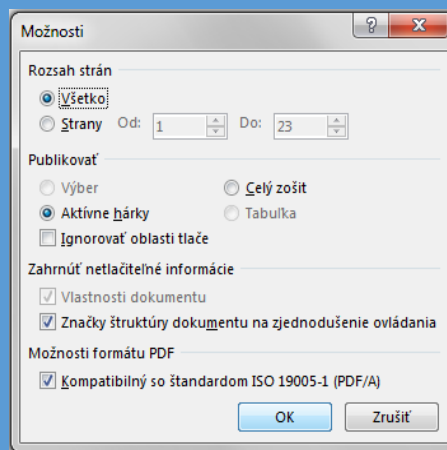 Možnosti
Rozsah strán
Všetko
Strany Od: 1 Do: 23
Publikovať
Výber Celý zošit
Aktívne hárky Tabuľka
Ignorovať oblasti tlače
Zahrnúť netlačiteľné informácie
Vlastnosti dokumentu
Značky štruktúry dokumentu na zjednodušenie ovládania
Možnosti formátu PDF
Kompatibilný so štandardom ISO 19005-1 (PDF/A)
OK Zrušiť